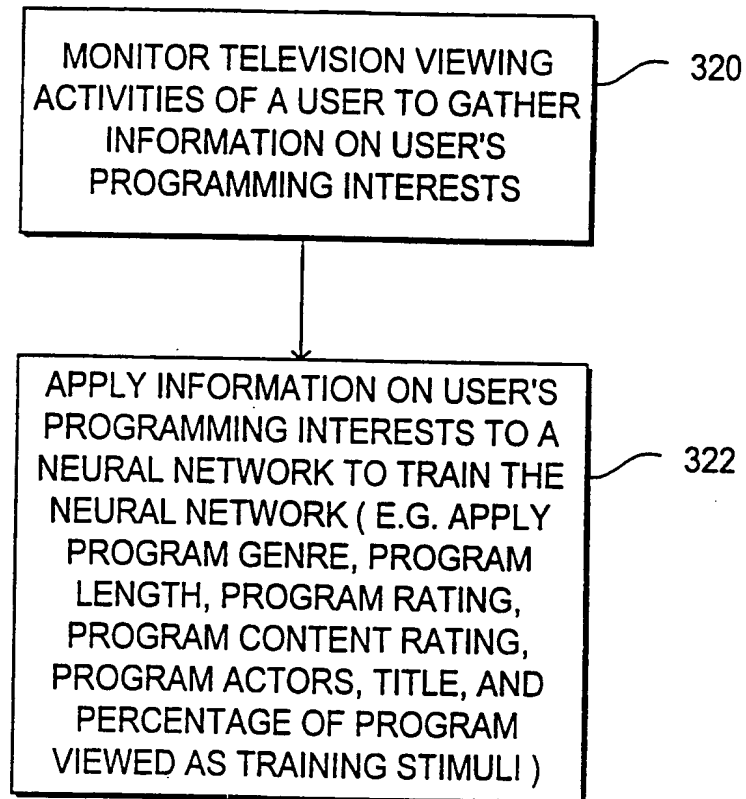 MONITOR TELEVISION VIEWING
ACTIVITIES OF A USER TO GATHER
INFORMATION ON USER'S
PROGRAMMING INTERESTS
320
APPLY INFORMATION ON USER'S
PROGRAMMING INTERESTS TO A
NEURAL NETWORK TO TRAIN THE
NEURAL NETWORK ( E.G. APPLY
PROGRAM GENRE, PROGRAM
LENGTH, PROGRAM RATING,
PROGRAM CONTENT RATING,
PROGRAM ACTORS, TITLE, AND
PERCENTAGE OF PROGRAM
VIEWED AS TRAINING STIMULI )
322